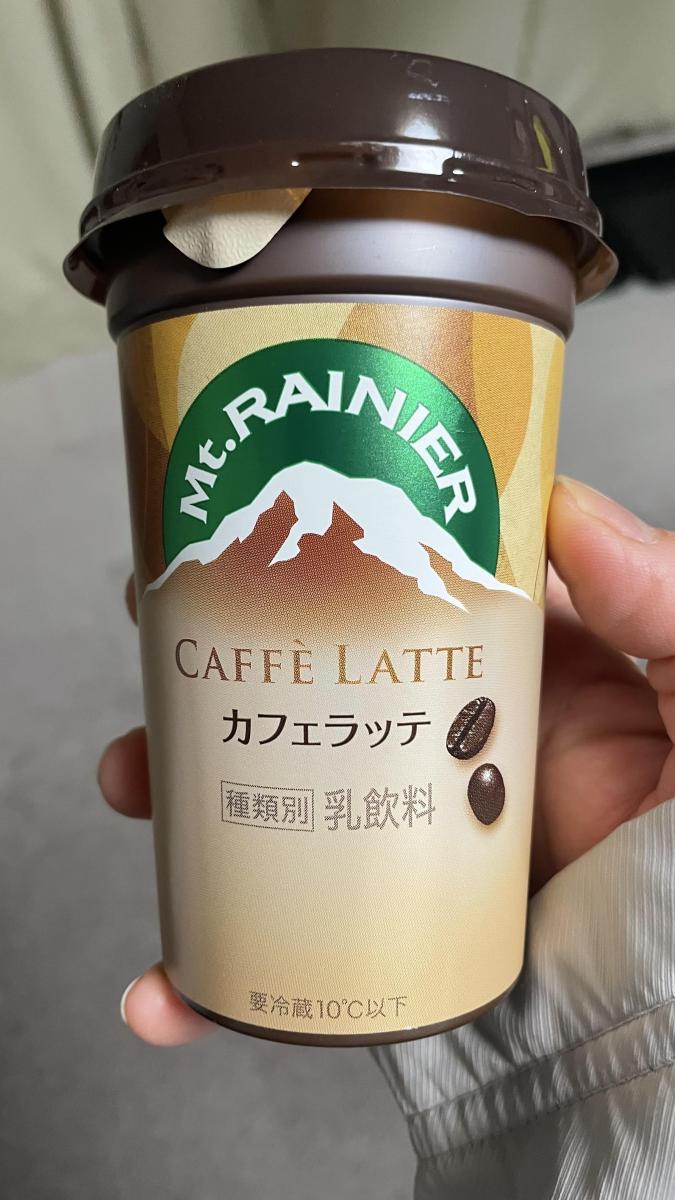 Mt. RAINIER
CAFFÈ LATTE
カフェラッテ
種類別 乳飲料
要冷蔵10℃以下